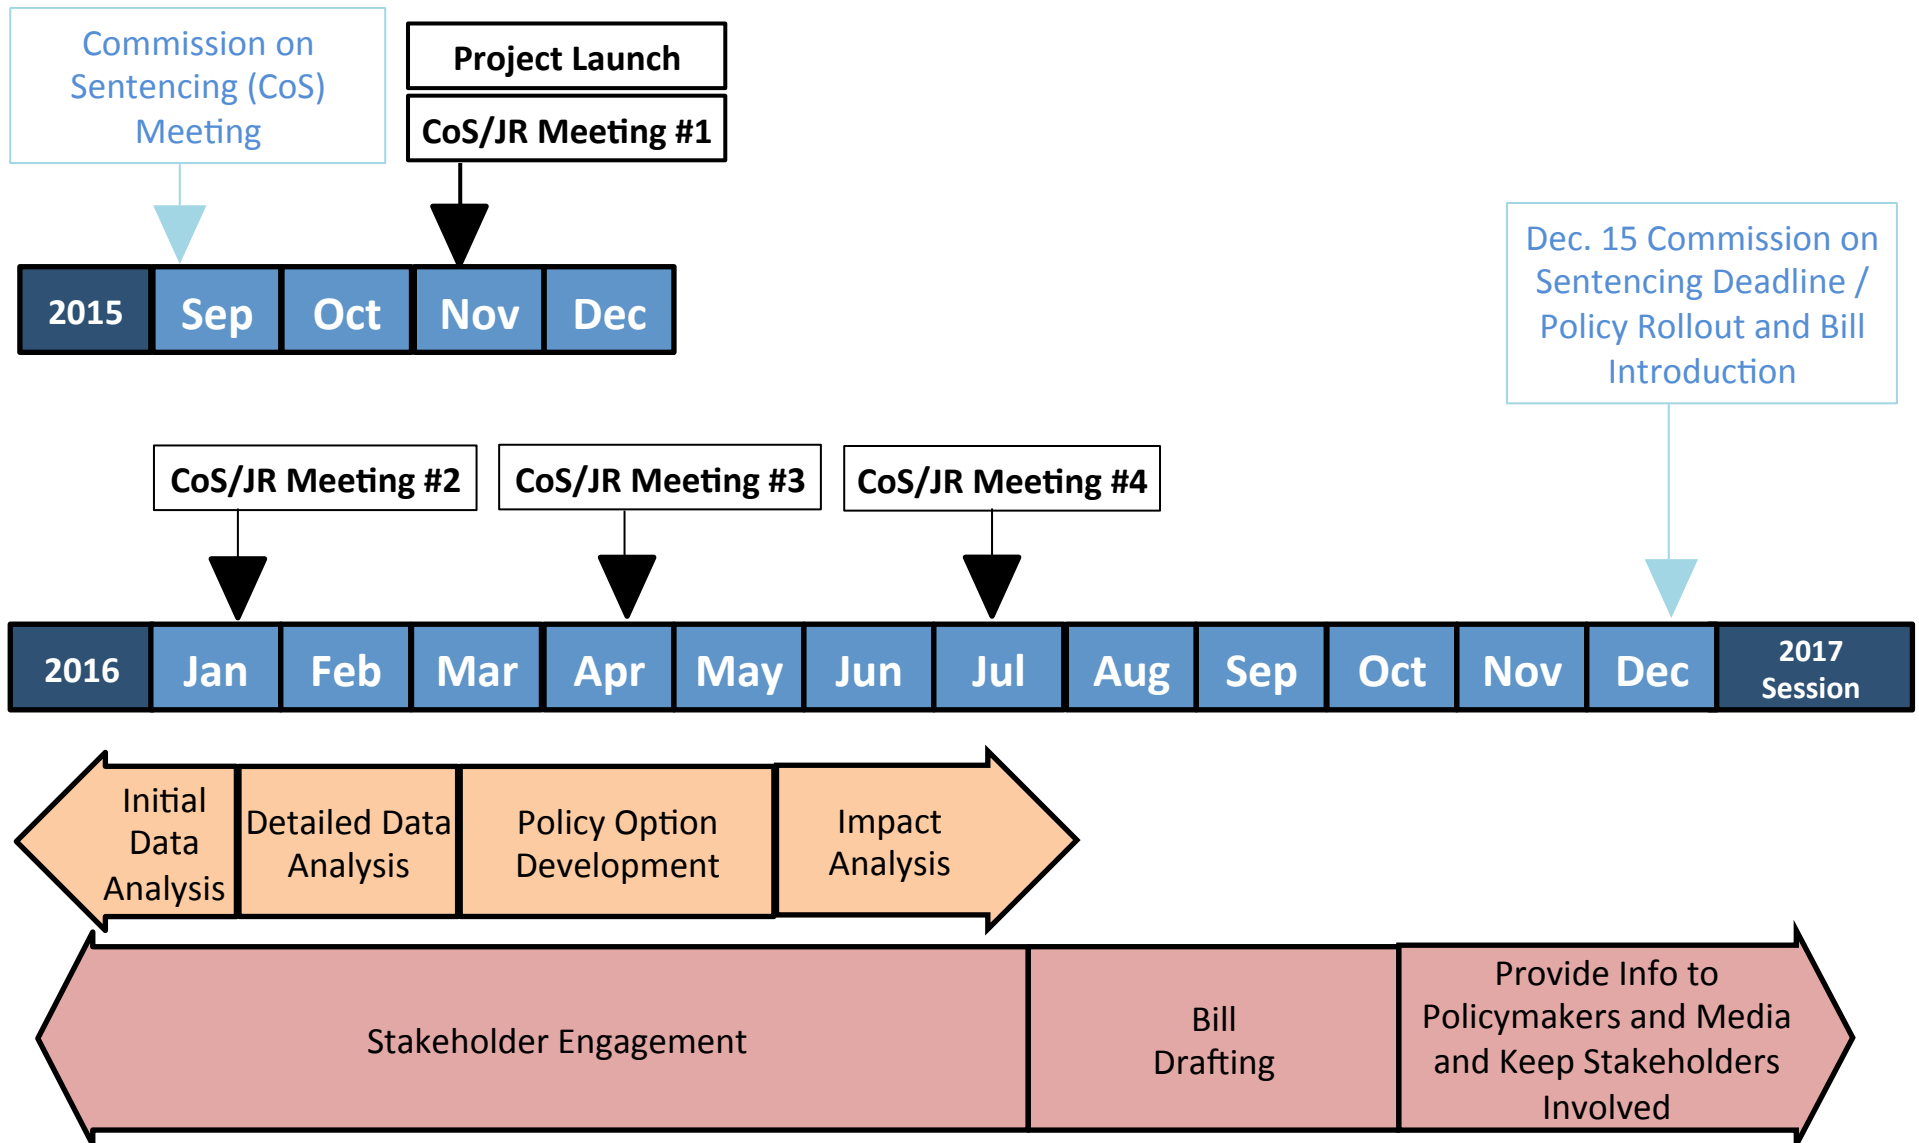 Commission on
Sentencing (CoS)
Meeting
Project Launch
CoS/JR Meeting #1
2015 Sep Oct Nov Dec
Dec. 15 Commission on
Sentencing Deadline /
Policy Rollout and Bill
Introduction
CoS/JR Meeting #2
CoS/JR Meeting #3
CoS/JR Meeting #4
2016 Jan Feb Mar Apr May Jun Jul Aug Sep Oct Nov Dec
2017
Session
Initial
Data
Analysis
Detailed Data
Analysis
Policy Option
Development
Impact
Analysis
Stakeholder Engagement
Bill
Drafting
Provide Info to
Policymakers and Media
and Keep Stakeholders
Involved